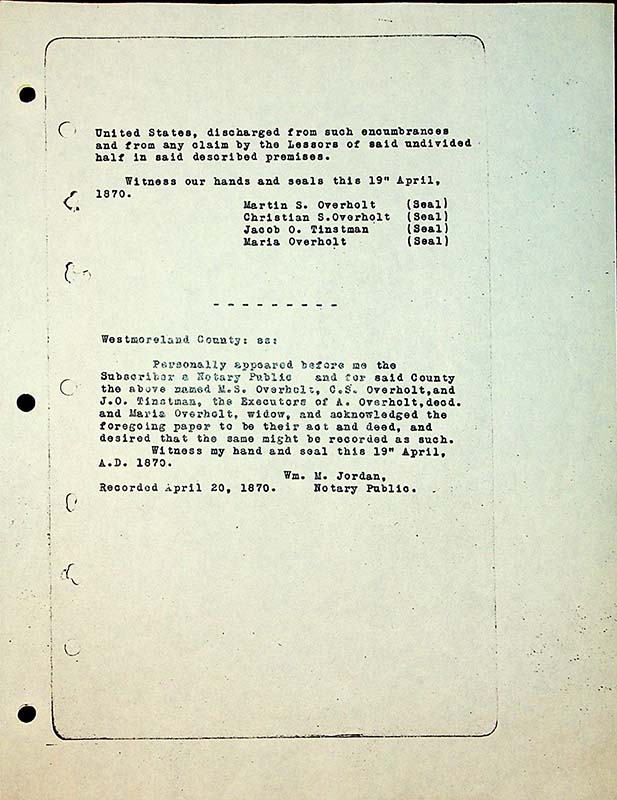 United States, discharged from such encumbrances
and from any claim by the Lessors of said undivided
half in said described premises.
Witness our hands and seals this 19" April,
1870.
Martin S. Overholt (Seal)
Christian S.Overholt (Seal)
Jacob O. Tinstman (Seal)
Maria Overholt (Seal)
- - - - - - - - -
Westmoreland County: ss:
Personally appeared before me the
Subscriber a Notary Public and for said County
the above named M.S. Overholt, C.S. Overholt,and
J.O. Tinstman, the Executors of A. Overholt,decd.
and Maria Overholt, widow, and acknowledged the
foregoing paper to be their act and deed, and
desired that the same might be recorded as such.
Witness my hand and seal this 19" April,
A.D. 1870.
Wm. M. Jordan,
Recorded April 20, 1870. Notary Public.